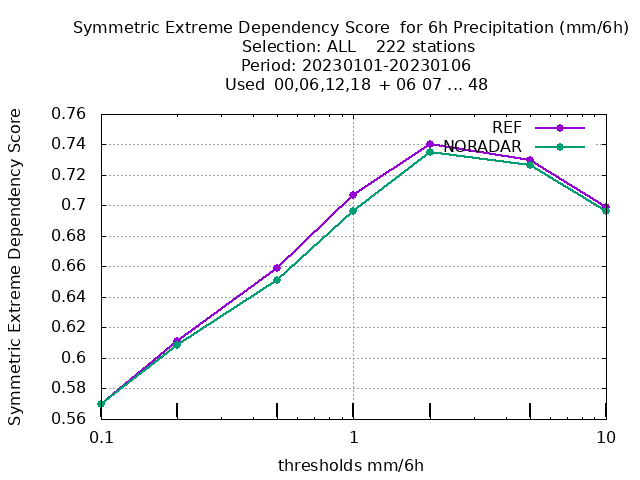 Symmetric Extreme Dependency Score for 6h Precipitation (mm/6h)
Selection: ALL 222 stations
Period: 20230101-20230106
Used 00,06,12,18 + 06 07 ... 48
Symmetric Extreme Dependency Score
0.76
0.74
0.72
0.7
0.68
0.66
0.64
0.62
0.6
0.58
0.56
REF
NORADAR
0.1
1
10
thresholds mm/6h